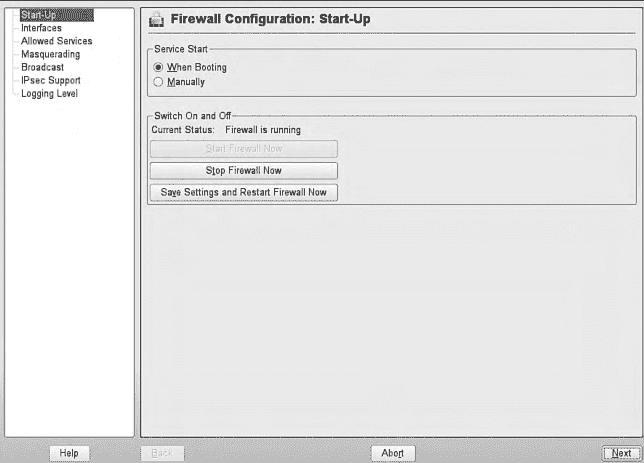 Start-Up
Interfaces
Allowed Services
Masquerading
Broadcast
IPsec Support
Logging Level
Firewall Configuration: Start-Up
Service Start
When Booting
Manually
Switch On and Off
Current Status: Firewall is running
Start Firewall Now
Stop Firewall Now
Save Settings and Restart Firewall Now
Help
Back
Abort
Next